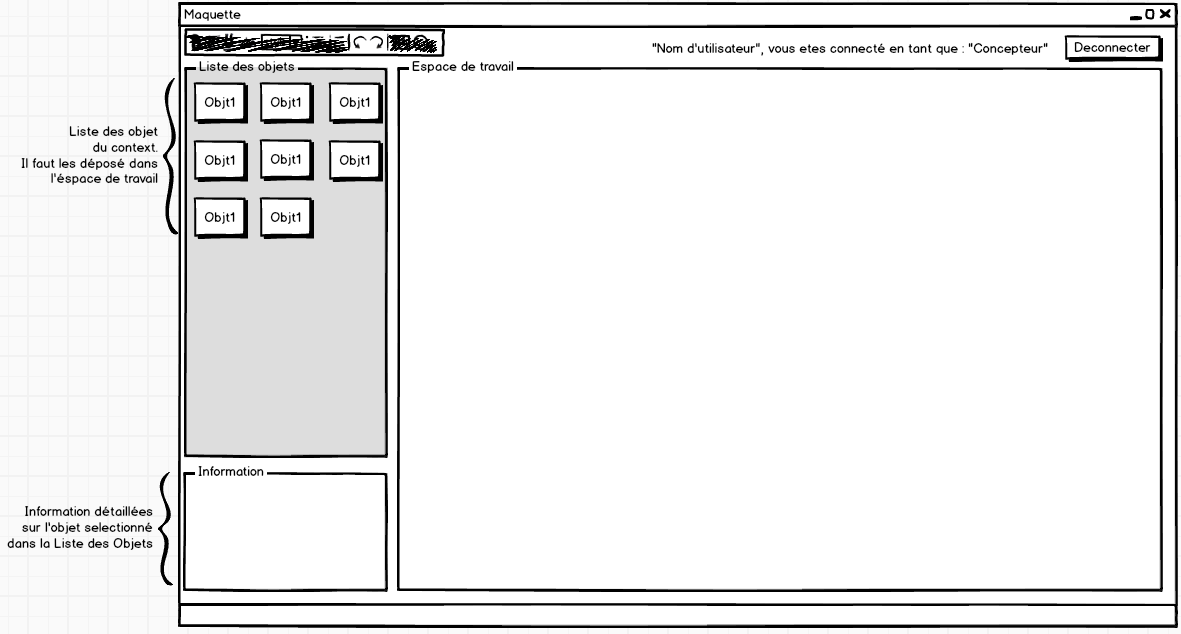 Maquette
"Nom d'utilisateur", vous etes connecté en tant que : "Concepteur"
Deconnecter
Liste des objets
Espace de travail
Objt1 Objt1 Objt1
Objt1 Objt1 Objt1
Objt1 Objt1
Liste des objet
du context.
Il faut les déposé dans
l'éspace de travail
Information
Information détaillées
sur l'objet selectionné
dans la Liste des Objets